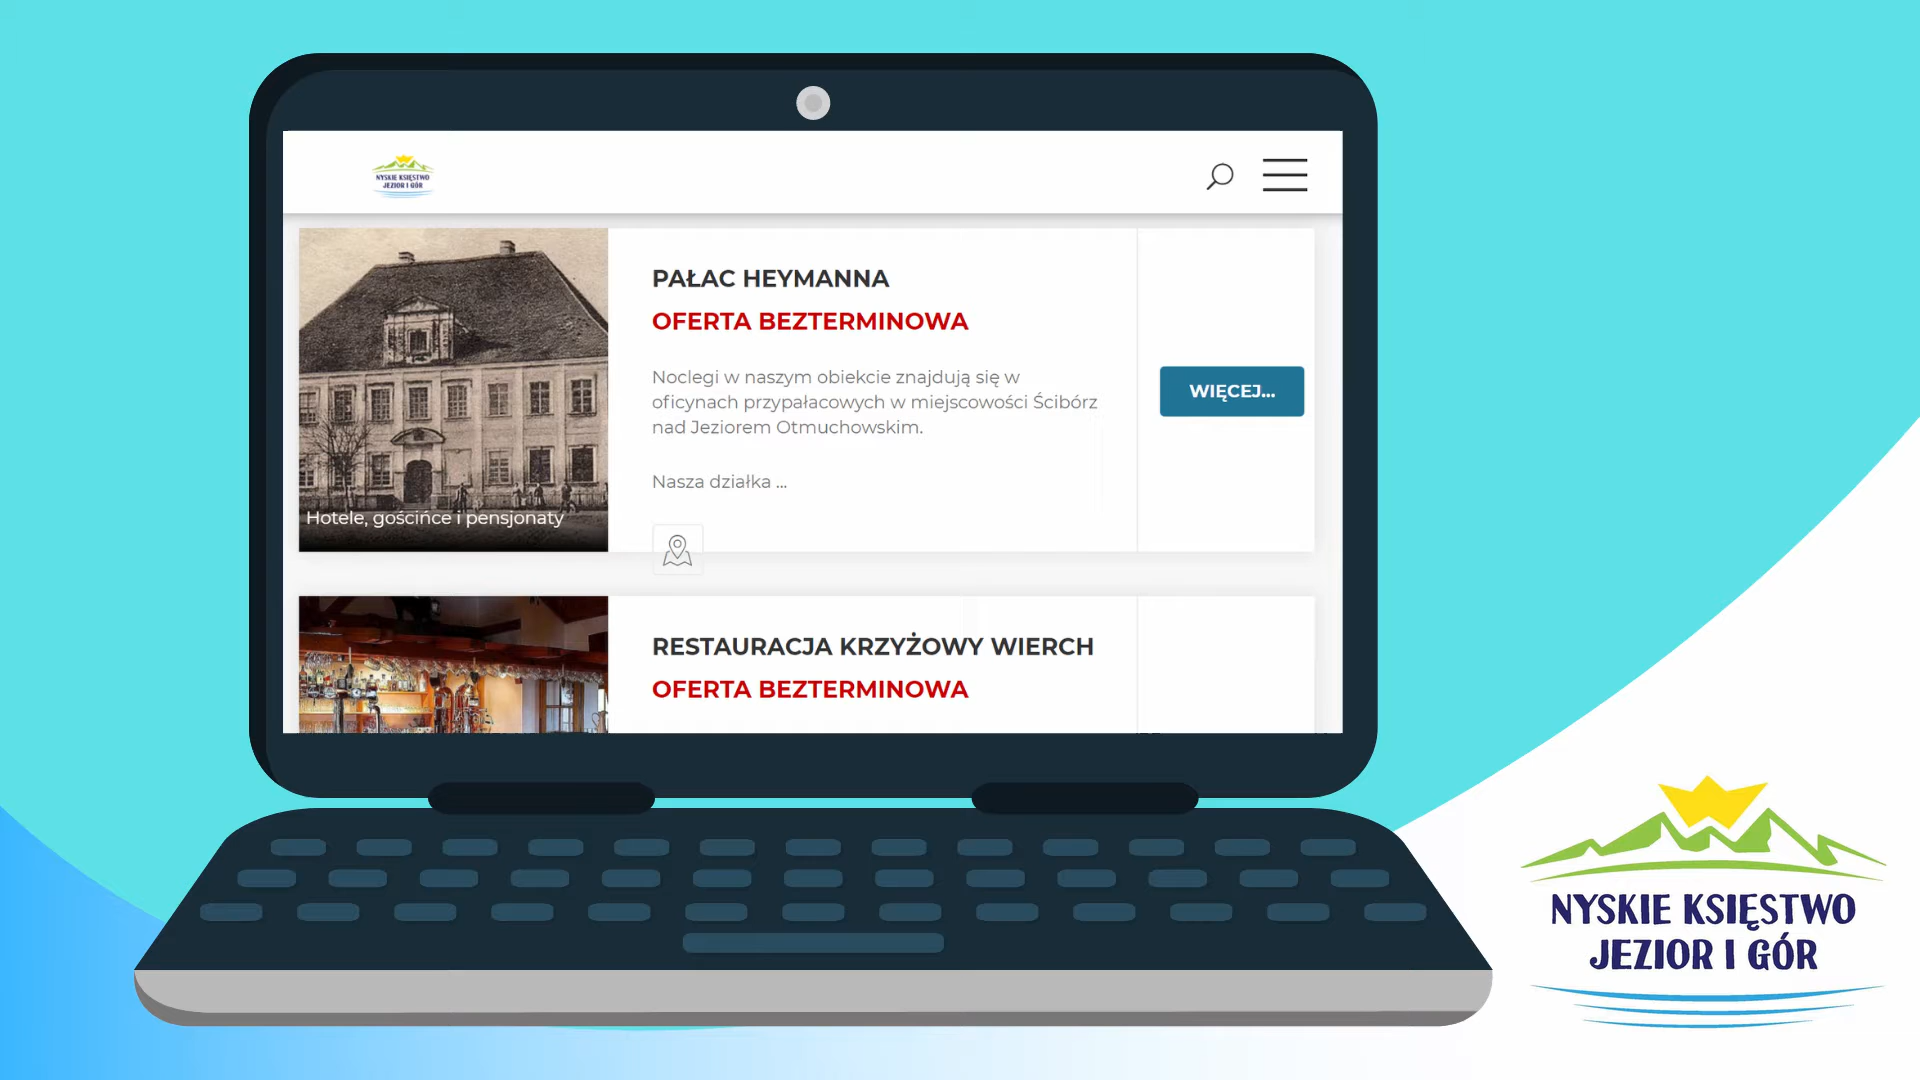 NYSKIE KSIĘSTWO
JEZIOR I GÓR
PAŁAC HEYMANNA
OFERTA BEZTERMINOWA
Noclegi w naszym obiekcie znajdują się w
oficynach przypałacowych w miejscowości Ścibórz
nad Jeziorem Otmuchowskim.
Nasza działka ...
Hotele, gościńce i pensjonaty
WIĘCEJ...
RESTAURACJA KRZYŻOWY WIERCH
OFERTA BEZTERMINOWA
NYSKIE KSIĘSTWO
JEZIOR I GÓR